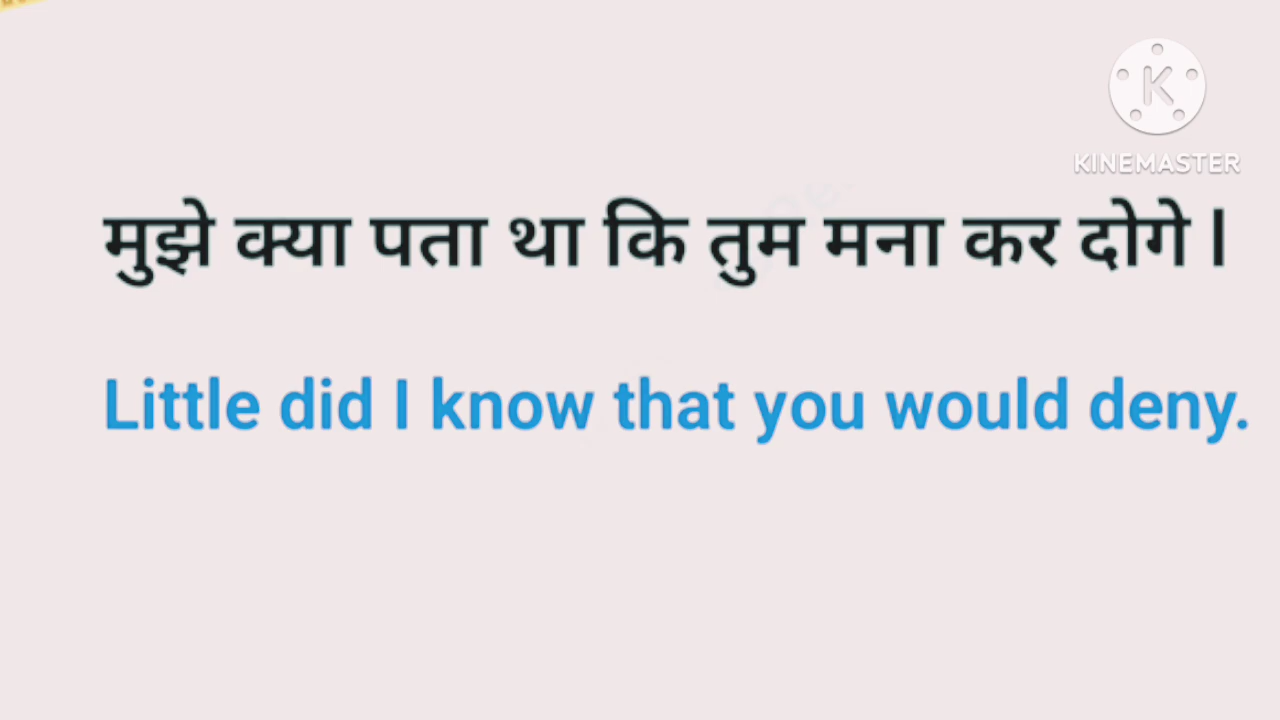 KINEMASTER
मुझे क्या पता था कि तुम मना कर दोगे ।
Little did I know that you would deny.